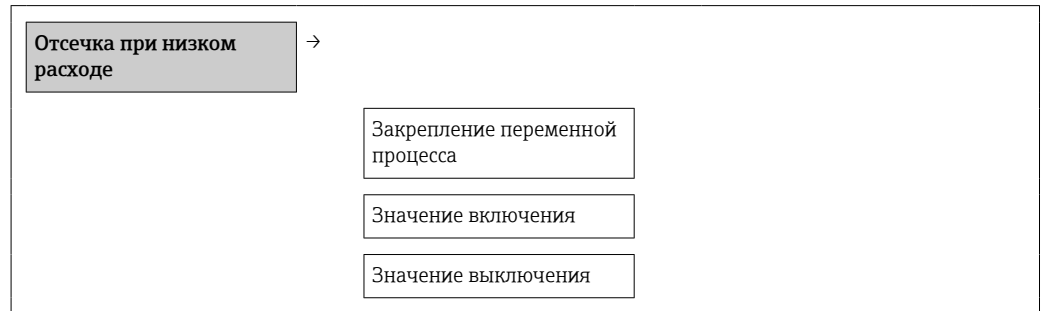 Отсечка при низком →
расходе
Закрепление переменной
процесса
Значение включения
Значение выключения